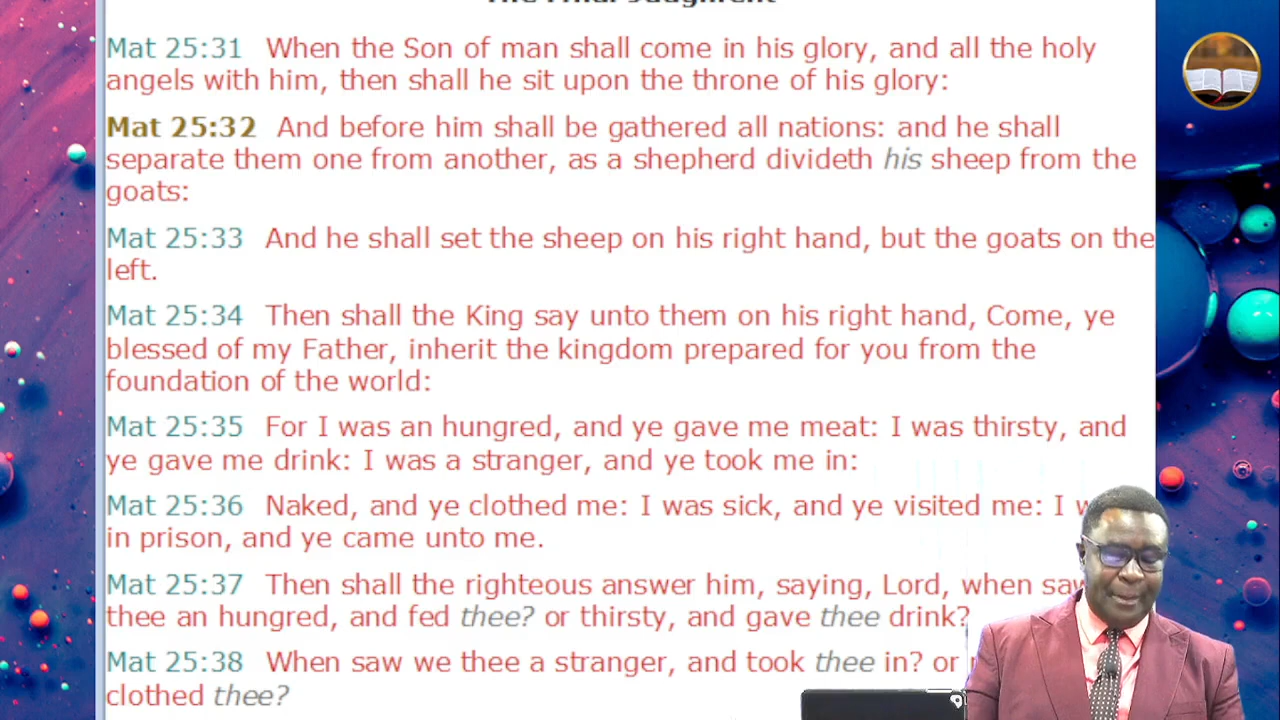 The Final Judgment
Mat 25:31 When the Son of man shall come in his glory, and all the holy
angels with him, then shall he sit upon the throne of his glory:
Mat 25:32 And before him shall be gathered all nations: and he shall
separate them one from another, as a shepherd divideth his sheep from the
goats:
Mat 25:33 And he shall set the sheep on his right hand, but the goats on the
left.
Mat 25:34 Then shall the King say unto them on his right hand, Come, ye
blessed of my Father, inherit the kingdom prepared for you from the
foundation of the world:
Mat 25:35 For I was an hungred, and ye gave me meat: I was thirsty, and
ye gave me drink: I was a stranger, and ye took me in:
Mat 25:36 Naked, and ye clothed me: I was sick, and ye visited me: I
in prison, and ye came unto me.
Mat 25:37 Then shall the righteous answer him, saying, Lord, when saw
thee an hungred, and fed thee? or thirsty, and gave thee drink?
Mat 25:38 When saw we thee a stranger, and took thee in? or
clothed thee?